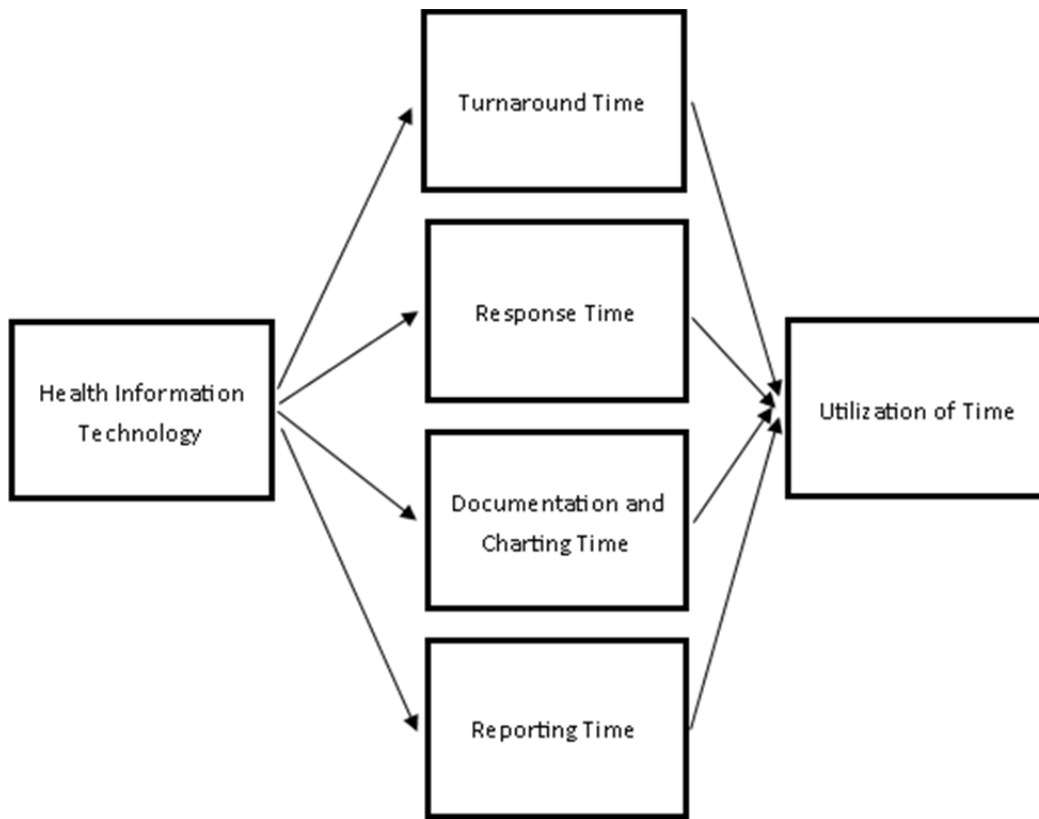 Turnaround Time
Response Time
Health Information
Technology
Utilization of Time
Documentation and
Charting Time
Reporting Time